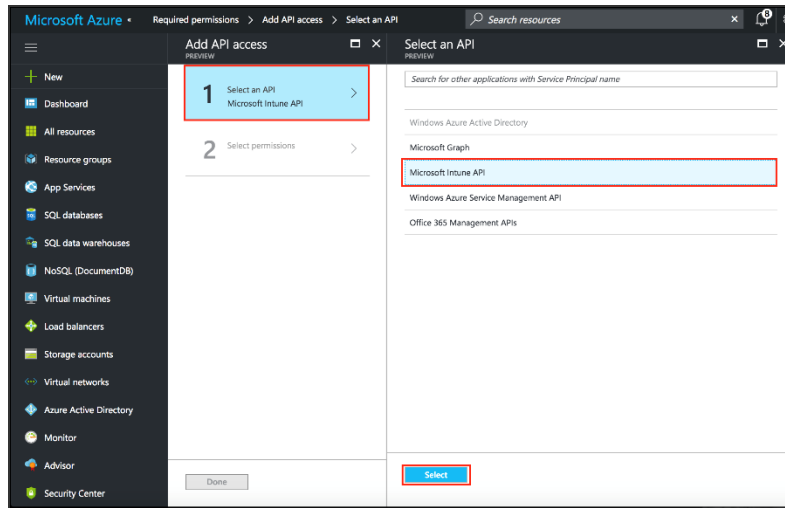 Microsoft Azure
Required permissions > Add API access > Select an API
Search resources
8
Add API access
PREVIEW
Select an API
PREVIEW
New
Dashboard
All resources
Resource groups
App Services
SQL databases
SQL data warehouses
NoSQL (DocumentDB)
Virtual machines
Load balancers
Storage accounts
Virtual networks
Azure Active Directory
Monitor
Advisor
Security Center
1
Select an API
Microsoft Intune API
2
Select permissions
Done
Search for other applications with Service Principal name
Windows Azure Active Directory
Microsoft Graph
Microsoft Intune API
Windows Azure Service Management API
Office 365 Management APIs
Select